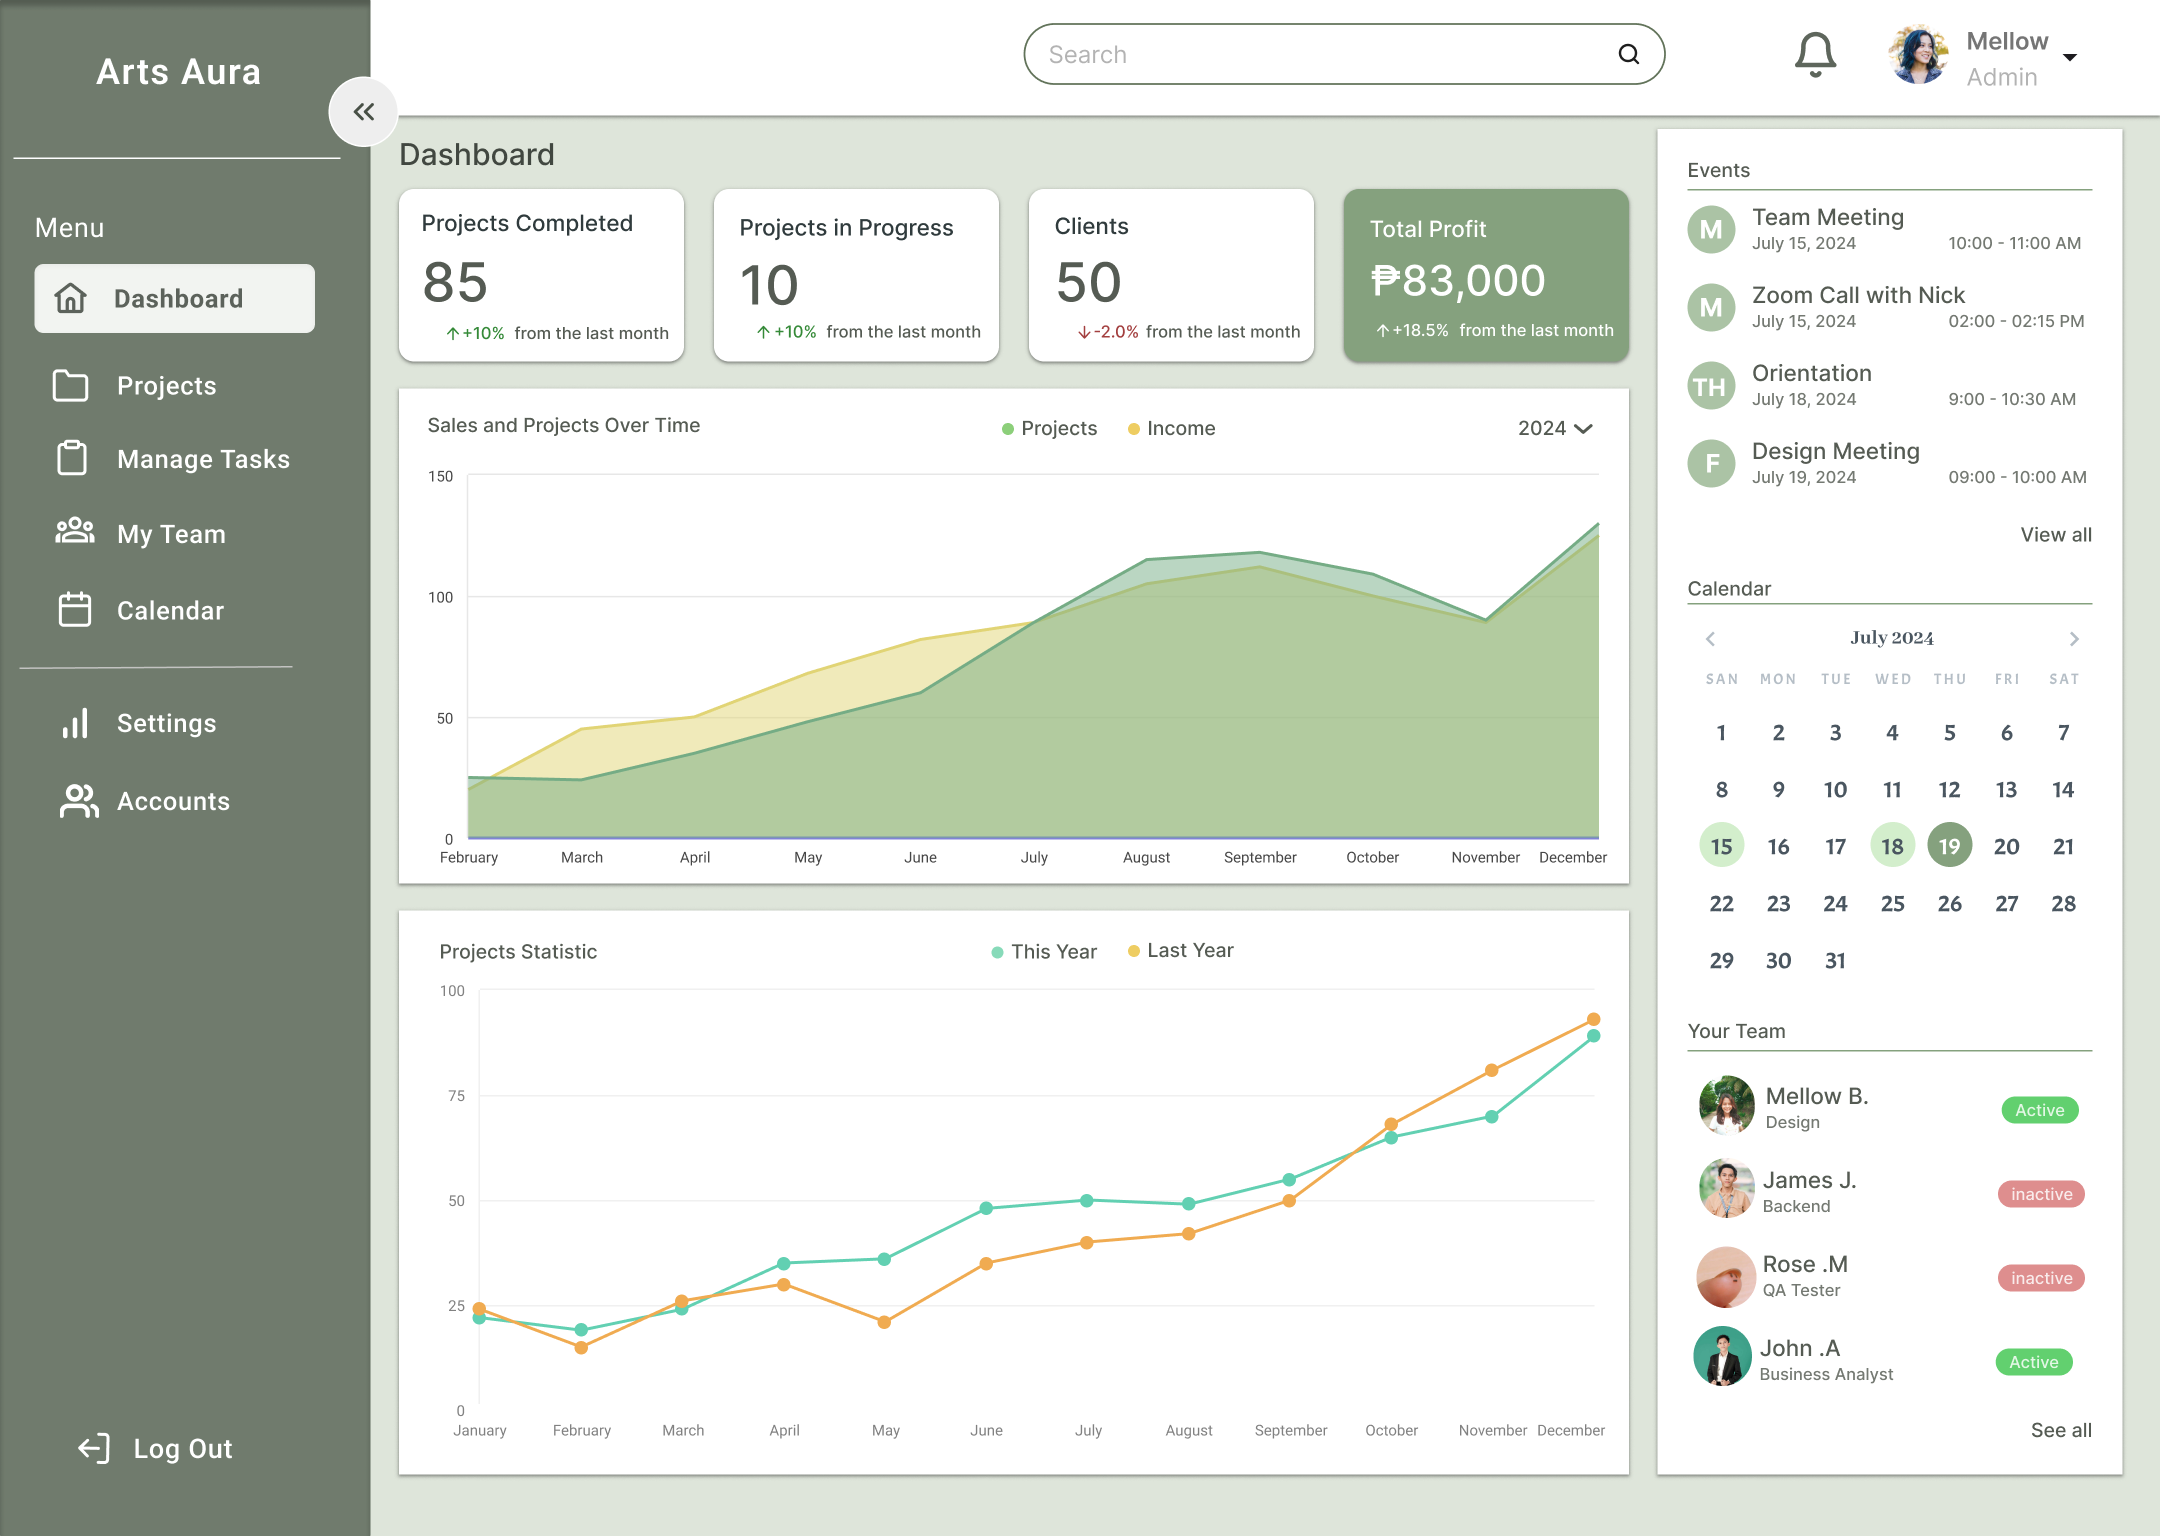 Arts Aura
Menu
Dashboard
Projects
Manage Tasks
My Team
Calendar
Settings
Accounts
Log Out
Search
Mellow
Admin
Dashboard
Projects Completed
85
+10% from the last month
Projects in Progress
10
+10% from the last month
Clients
50
-2.0% from the last month
Total Profit
₱83,000
+18.5% from the last month
Sales and Projects Over Time
Projects
Income
2024
150
100
50
0
February March April May June July August September October November December
Projects Statistic
This Year
Last Year
100
75
50
25
0
January February March April May June July August September October November December
Events
M
Team Meeting
July 15, 2024 10:00 - 11:00 AM
M
Zoom Call with Nick
July 15, 2024 02:00 - 02:15 PM
TH
Orientation
July 18, 2024 9:00 - 10:30 AM
F
Design Meeting
July 19, 2024 09:00 - 10:00 AM
View all
Calendar
July 2024
SAN MON TUE WED THU FRI SAT
1 2 3 4 5 6 7
8 9 10 11 12 13 14
15 16 17 18 19 20 21
22 23 24 25 26 27 28
29 30 31
Your Team
Mellow B.
Design
Active
James J.
Backend
inactive
Rose .M
QA Tester
inactive
John .A
Business Analyst
Active
See all